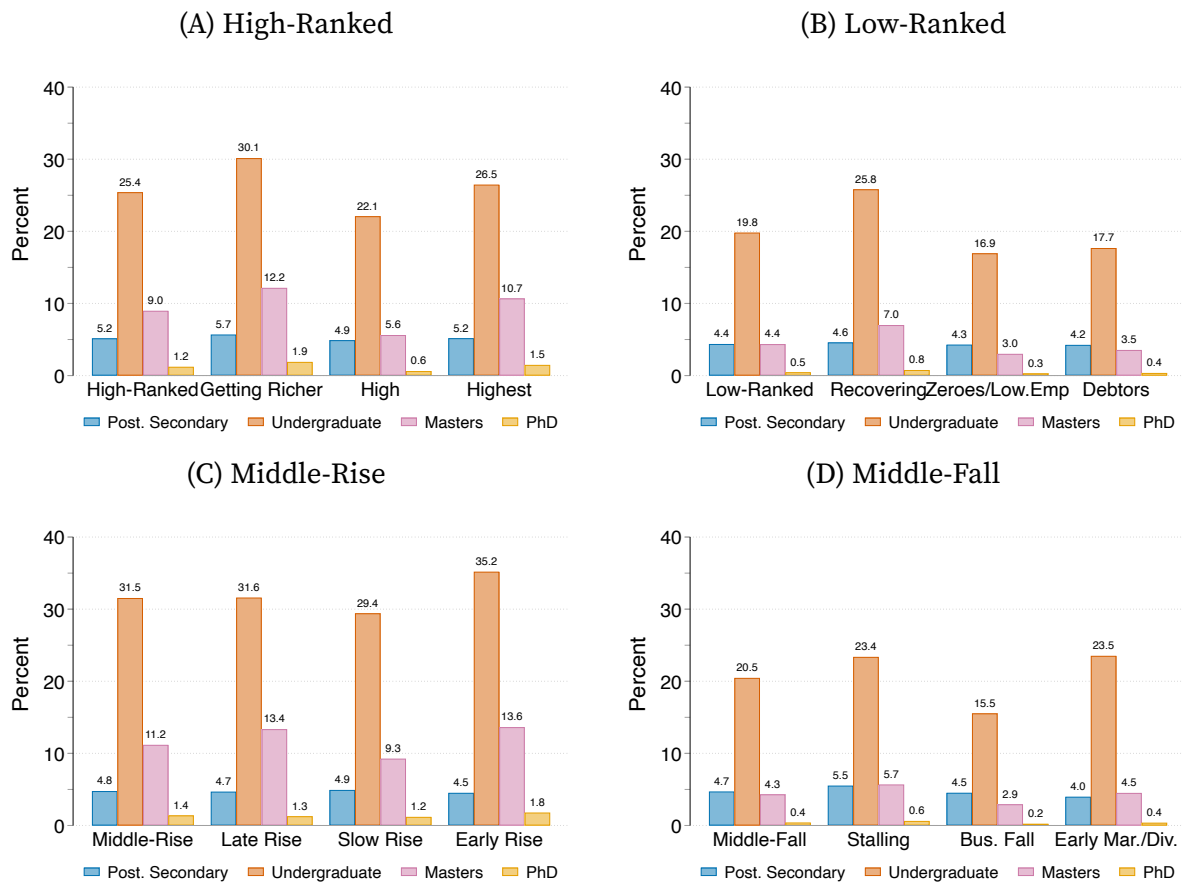 (A) High-Ranked
Percent
40
30
20
10
0
5.2 25.4 9.0 1.2 5.7 30.1 12.2 1.9 4.9 22.1 5.6 0.6 5.2 26.5 10.7 1.5
High-Ranked Getting Richer High Highest
Post. Secondary Undergraduate Masters PhD
(B) Low-Ranked
Percent
40
30
20
10
0
4.4 19.8 4.4 0.5 4.6 25.8 7.0 0.8 4.3 16.9 3.0 0.3 4.2 17.7 3.5 0.4
Low-Ranked Recovering Zeroes/Low.Emp Debtors
Post. Secondary Undergraduate Masters PhD
(C) Middle-Rise
Percent
40
30
20
10
0
4.8 31.5 11.2 1.4 4.7 31.6 13.4 1.3 4.9 29.4 9.3 1.2 4.5 35.2 13.6 1.8
Middle-Rise Late Rise Slow Rise Early Rise
Post. Secondary Undergraduate Masters PhD
(D) Middle-Fall
Percent
40
30
20
10
0
4.7 20.5 4.3 0.4 5.5 23.4 5.7 0.6 4.5 15.5 2.9 0.2 4.0 23.5 4.5 0.4
Middle-Fall Stalling Bus. Fall Early Mar./Div.
Post. Secondary Undergraduate Masters PhD